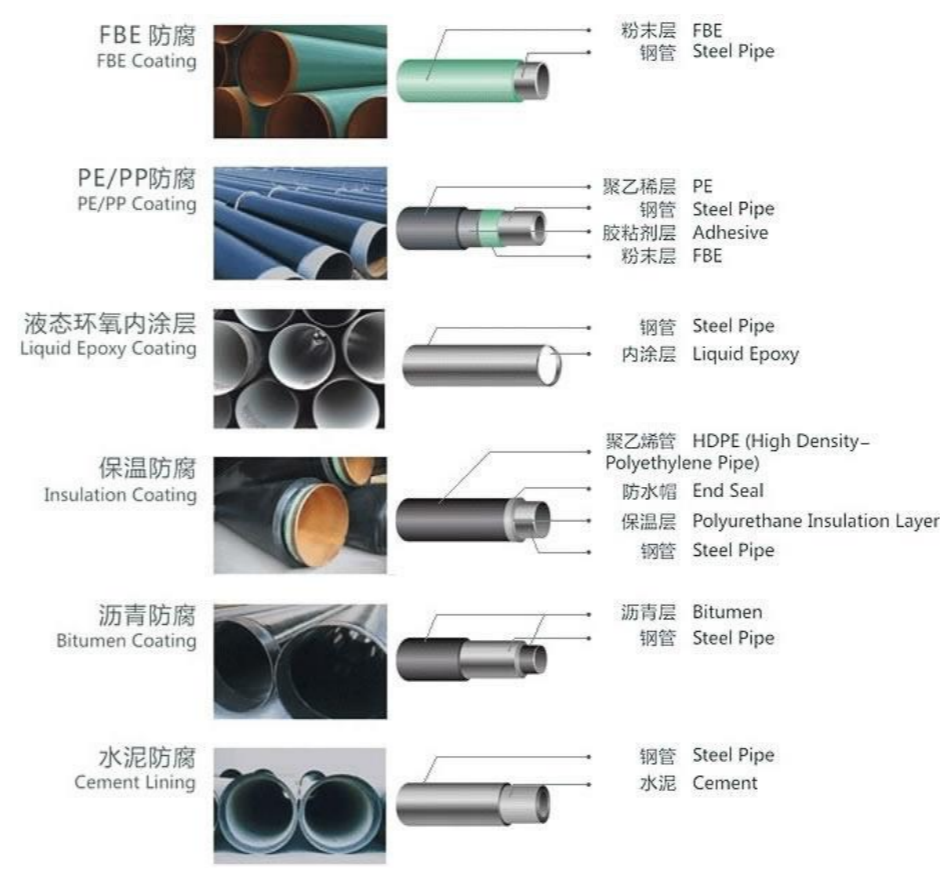 FBE 防腐
FBE Coating
粉末层 FBE
钢管 Steel Pipe
PE/PP防腐
PE/PP Coating
聚乙稀层 PE
钢管 Steel Pipe
胶粘剂层 Adhesive
粉末层 FBE
液态环氧内涂层
Liquid Epoxy Coating
钢管 Steel Pipe
内涂层 Liquid Epoxy
保温防腐
Insulation Coating
聚乙烯管 HDPE (High Density-
Polyethylene Pipe)
防水帽 End Seal
保温层 Polyurethane Insulation Layer
钢管 Steel Pipe
沥青防腐
Bitumen Coating
沥青层 Bitumen
钢管 Steel Pipe
水泥防腐
Cement Lining
钢管 Steel Pipe
水泥 Cement